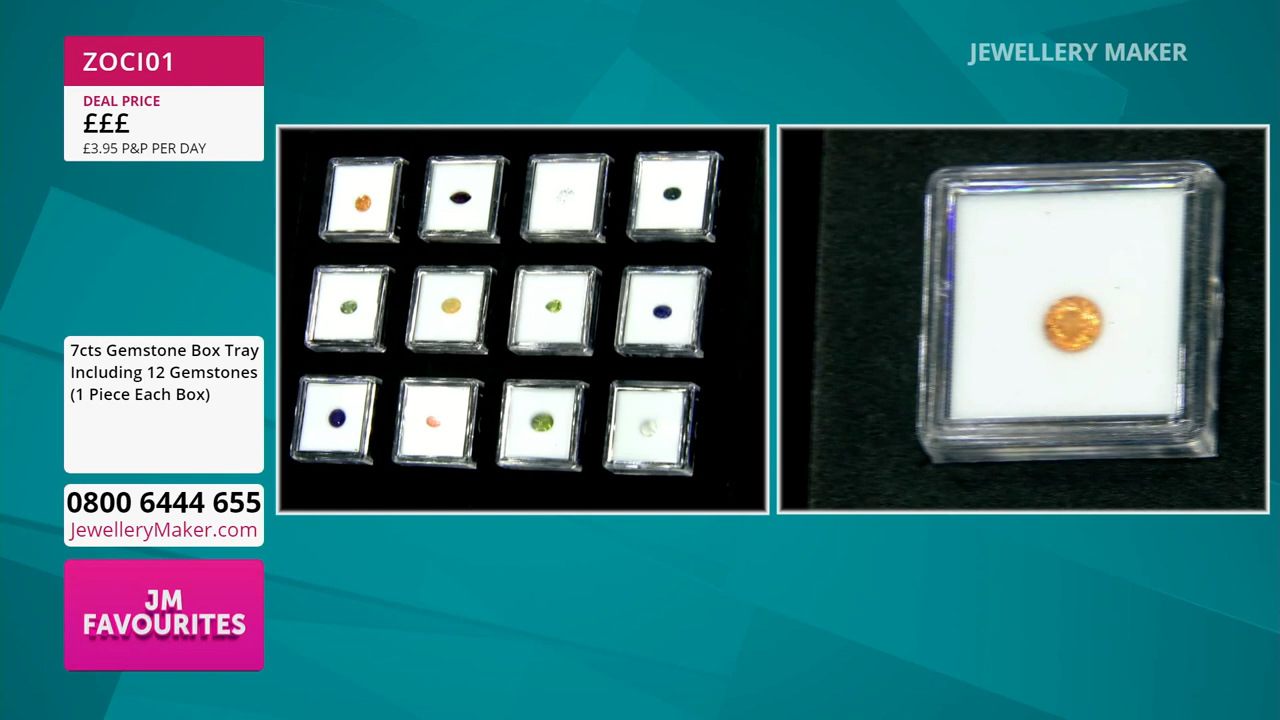 ZOCI01
DEAL PRICE
£££
£3.95 P&P PER DAY
JEWELLERY MAKER
7cts Gemstone Box Tray
Including 12 Gemstones
(1 Piece Each Box)
0800 6444 655
JewelleryMaker.com
JM
FAVOURITES